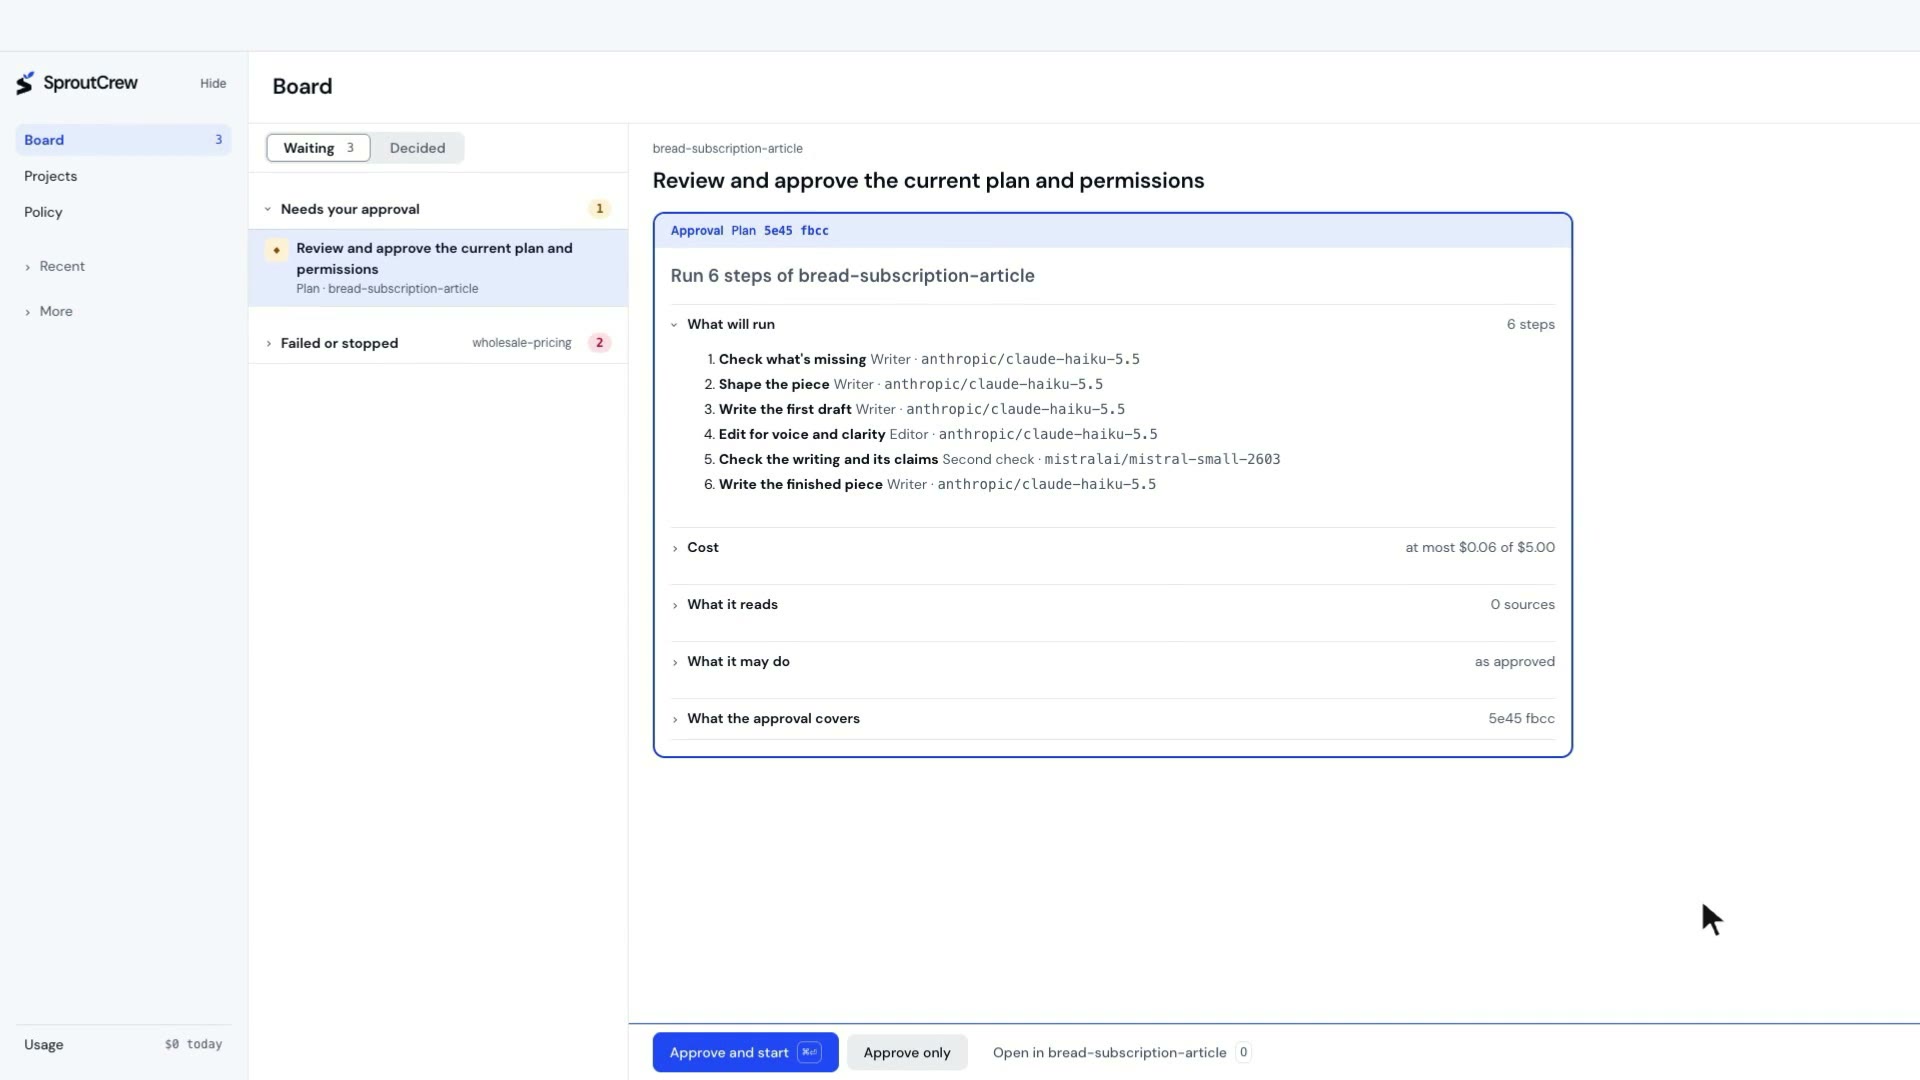 SproutCrew
Hide
Board 3
Projects
Policy
Recent
More
Usage $0 today
Board
Waiting 3 Decided
Needs your approval 1
Review and approve the current plan and
permissions
Plan · bread-subscription-article
Failed or stopped wholesale-pricing 2
bread-subscription-article
Review and approve the current plan and permissions
Approval Plan 5e45 fbcc
Run 6 steps of bread-subscription-article
What will run 6 steps
1. Check what's missing Writer · anthropic/claude-haiku-5.5
2. Shape the piece Writer · anthropic/claude-haiku-5.5
3. Write the first draft Writer · anthropic/claude-haiku-5.5
4. Edit for voice and clarity Editor · anthropic/claude-haiku-5.5
5. Check the writing and its claims Second check · mistralai/mistral-small-2603
6. Write the finished piece Writer · anthropic/claude-haiku-5.5
Cost at most $0.06 of $5.00
What it reads 0 sources
What it may do as approved
What the approval covers 5e45 fbcc
Approve and start ⌘⏎ Approve only Open in bread-subscription-article 0